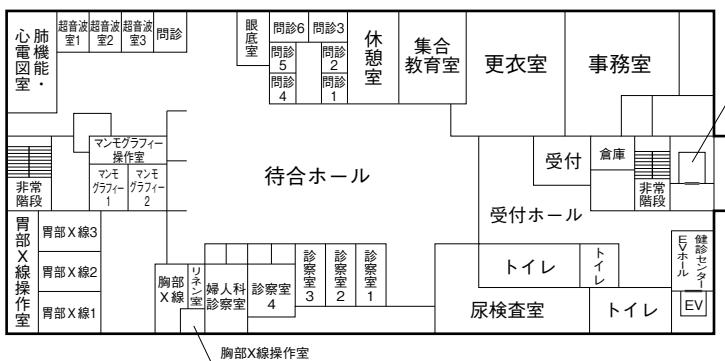 肺機能・
心電図室
超音波
室1
超音波
室2
超音波
室3
問診
眼底室
問診6
問診3
問診
5
問診
2
問診
4
問診
1
休憩室
集合
教育室
更衣室
事務室
マンモグラフィー
操作室
マンモ
グラフィー
1
マンモ
グラフィー
2
非常
階段
待合ホール
受付
倉庫
非常
階段
受付ホール
胃部X線操作室
胃部X線3
胃部X線2
胃部X線1
胸部
X線
リネン室
婦人科
診察室
診察室
4
診察室3
診察室2
診察室1
トイレ
トイレ
健診センター
EVホール
EV
尿検査室
トイレ
胸部X線操作室